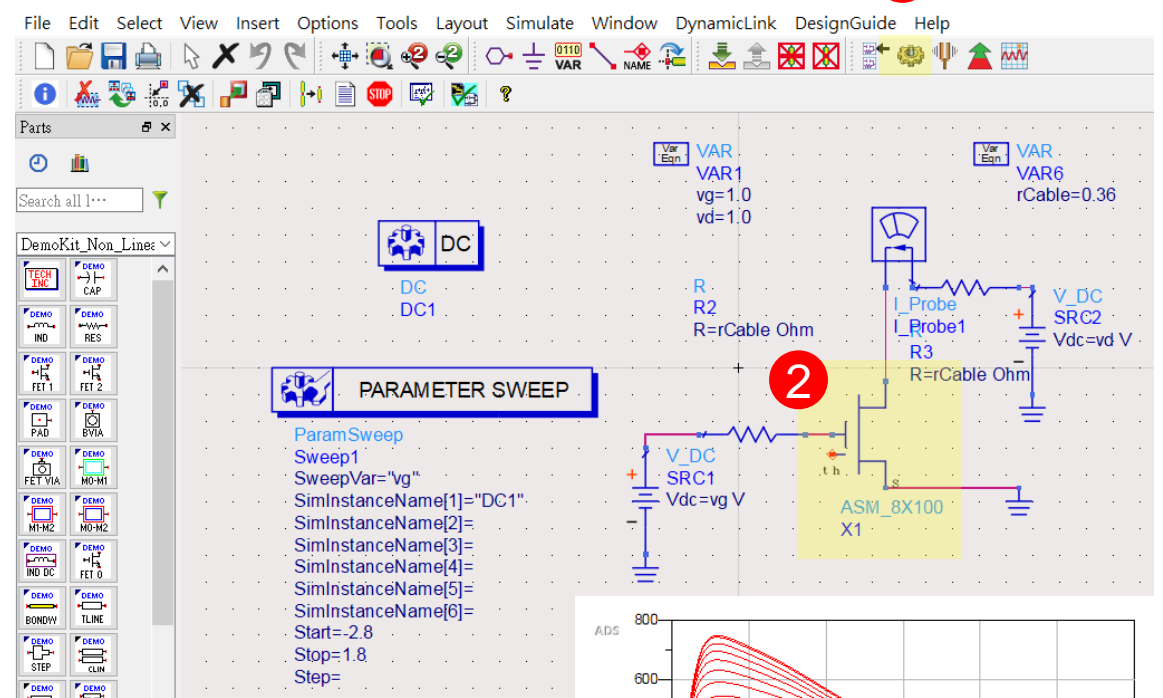 File Edit Select View Insert Options Tools Layout Simulate Window DynamicLink DesignGuide Help
0110 VAR
NAME
STOP
Parts
Search all l···
DemoKit_Non_Linea
TECH INC
DEMO
CAP
DEMO
IND
DEMO
RES
DEMO
FET 1
DEMO
FET 2
DEMO
PAD
DEMO
BVIA
DEMO
FET VIA
DEMO
M0-M1
DEMO
M1-M2
DEMO
M0-M2
DEMO
IND DC
DEMO
FET 0
DEMO
BONDW
DEMO
TLINE
DEMO
STEP
DEMO
CLIN
DEMO
DEMO
DC
DC
DC1
PARAMETER SWEEP
ParamSweep
Sweep1
SweepVar="vg"
SimInstanceName[1]="DC1"
SimInstanceName[2]=
SimInstanceName[3]=
SimInstanceName[4]=
SimInstanceName[5]=
SimInstanceName[6]=
Start=-2.8
Stop=1.8
Step=
Var Eqn
VAR
VAR1
vg=1.0
vd=1.0
Var Eqn
VAR
VAR6
rCable=0.36
R
R2
R=rCable Ohm
I_Probe
I_Probe1
R
R3
R=rCable Ohm
V_DC
SRC2
Vdc=vd V
2
V_DC
SRC1
Vdc=vg V
th
s
ASM_8X100
X1
ADS
800
600